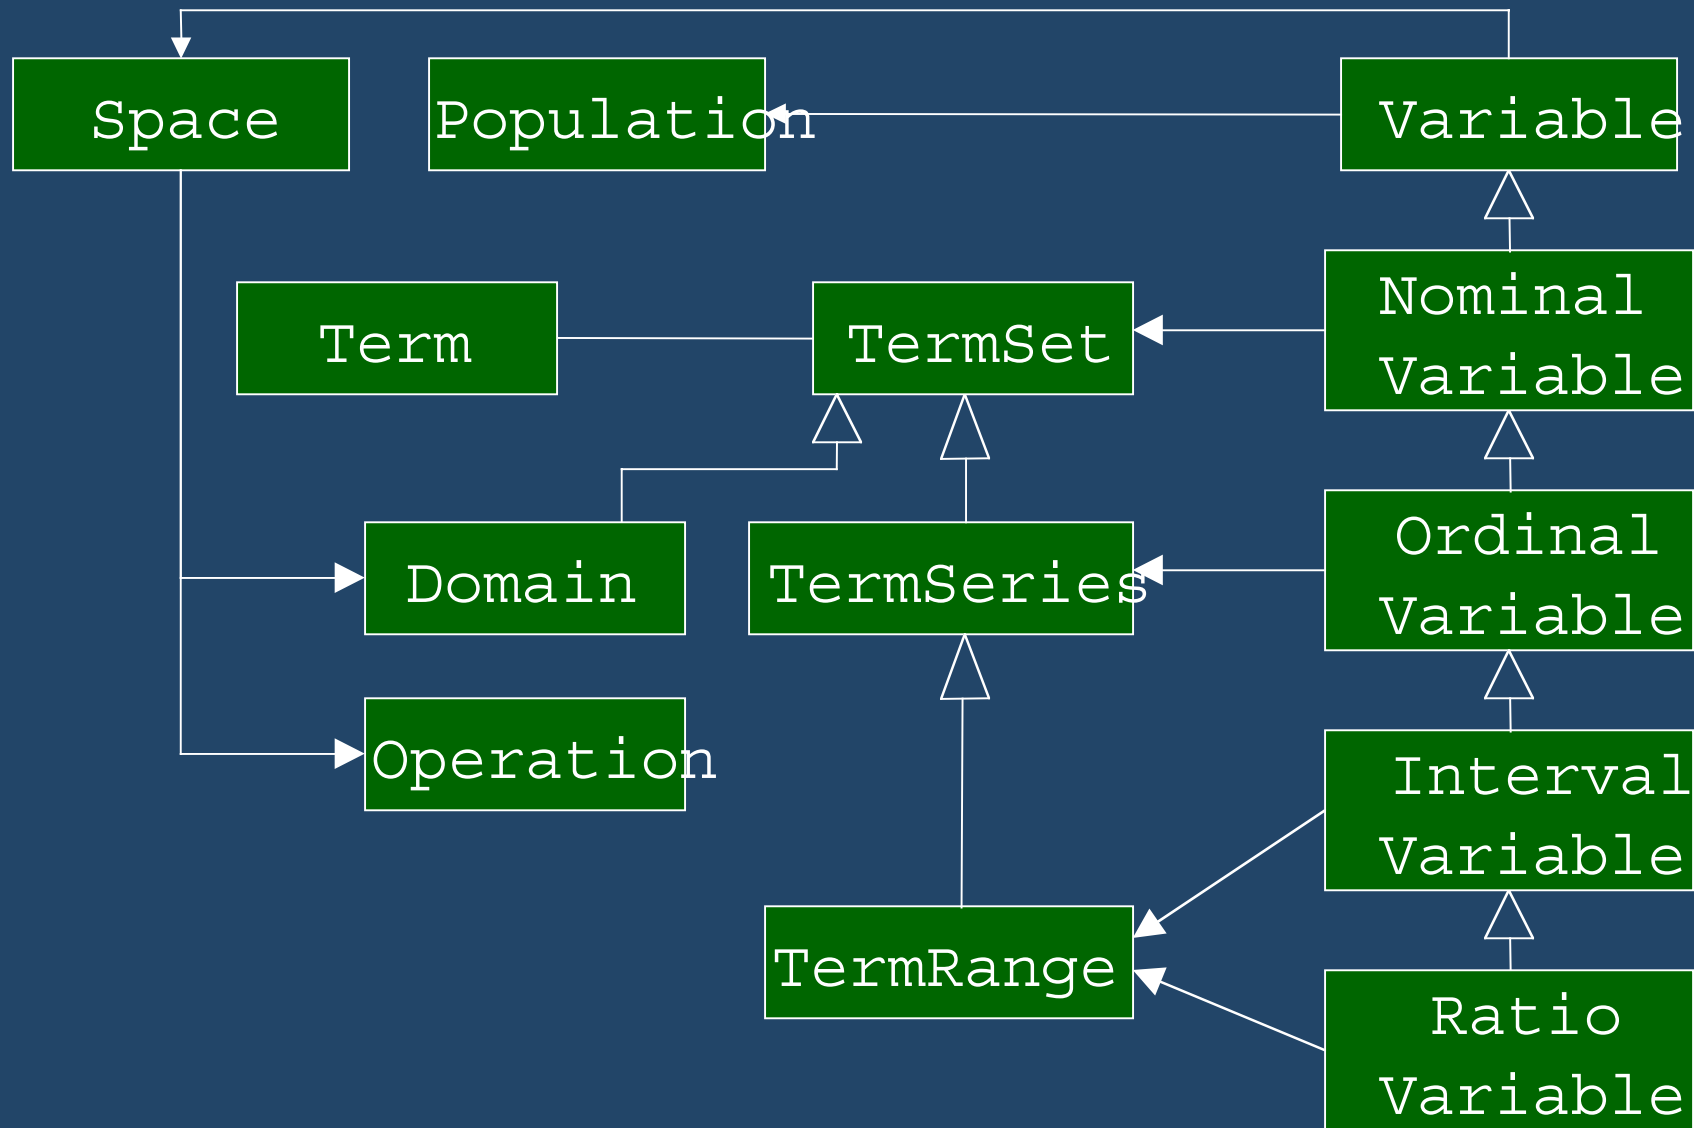 Space
Population
Variable
Term
TermSet
Nominal
Variable
Domain
TermSeries
Ordinal
Variable
Operation
Interval
Variable
TermRange
Ratio
Variable